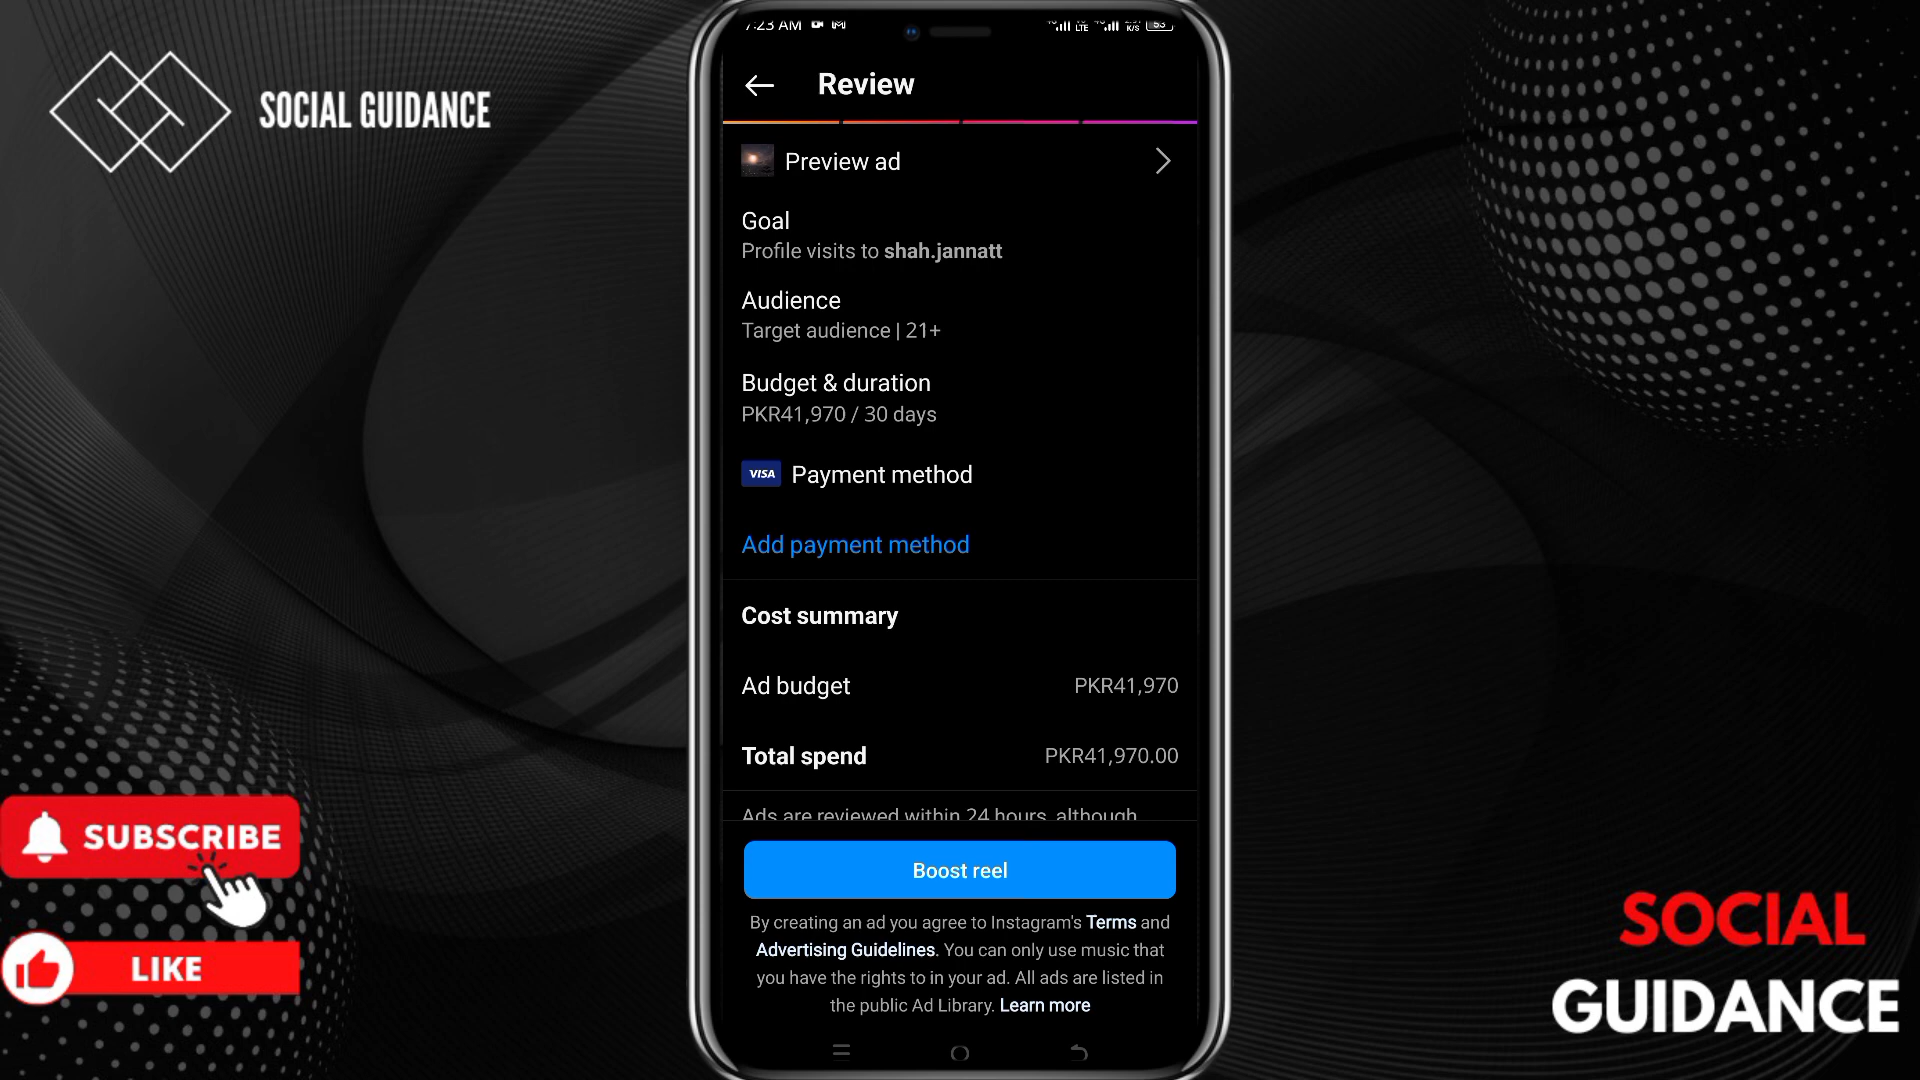 SOCIAL GUIDANCE
7:23 AM
LTE K/S 53
Review
Preview ad
Goal
Profile visits to shah.jannatt
Audience
Target audience | 21+
Budget & duration
PKR41,970 / 30 days
VISA Payment method
Add payment method
Cost summary
Ad budget PKR41,970
Total spend PKR41,970.00
Ads are reviewed within 24 hours, although
Boost reel
By creating an ad you agree to Instagram's Terms and
Advertising Guidelines. You can only use music that
you have the rights to in your ad. All ads are listed in
the public Ad Library. Learn more
SUBSCRIBE
LIKE
SOCIAL
GUIDANCE